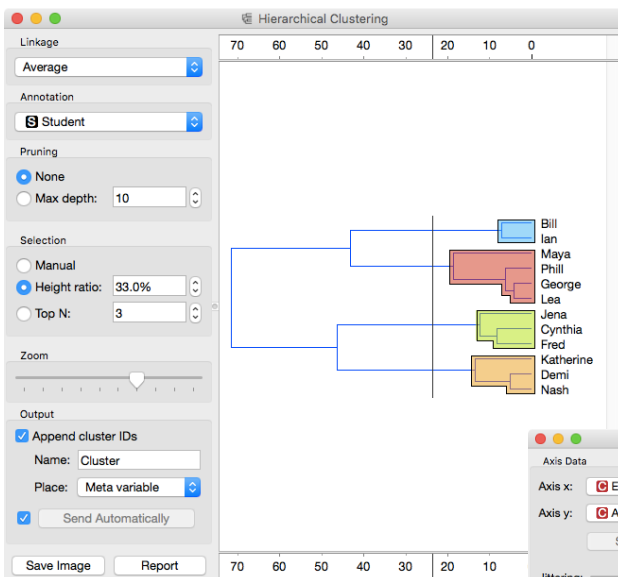 Hierarchical Clustering
Linkage
Average
Annotation
S Student
Pruning
None
Max depth: 10
Selection
Manual
Height ratio: 33.0%
Top N: 3
Zoom
Output
Append cluster IDs
Name: Cluster
Place: Meta variable
Send Automatically
Save Image Report
70 60 50 40 30 20 10 0
Bill
Ian
Maya
Phill
George
Lea
Jena
Cynthia
Fred
Katherine
Demi
Nash
70 60 50 40 30 20 10
Axis Data
Axis x: C E
Axis y: C A